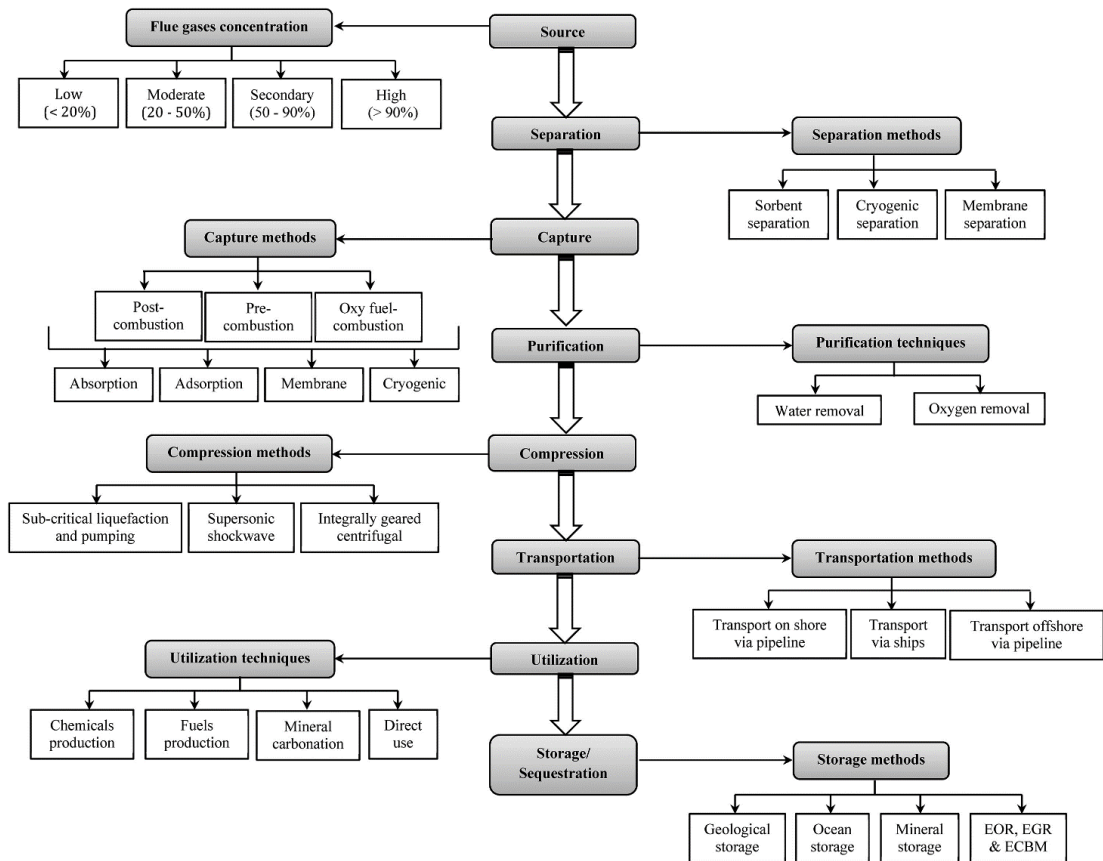 Flue gases concentration
Source
Low
(< 20%)
Moderate
(20 - 50%)
Secondary
(50 - 90%)
High
(> 90%)
Separation
Separation methods
Sorbent
separation
Cryogenic
separation
Membrane
separation
Capture methods
Capture
Post-
combustion
Pre-
combustion
Oxy fuel-
combustion
Absorption
Adsorption
Membrane
Cryogenic
Purification
Purification techniques
Water removal
Oxygen removal
Compression methods
Compression
Sub-critical liquefaction
and pumping
Supersonic
shockwave
Integrally geared
centrifugal
Transportation
Transportation methods
Transport on shore
via pipeline
Transport
via ships
Transport offshore
via pipeline
Utilization techniques
Utilization
Chemicals
production
Fuels
production
Mineral
carbonation
Direct
use
Storage/
Sequestration
Storage methods
Geological
storage
Ocean
storage
Mineral
storage
EOR, EGR
& ECBM